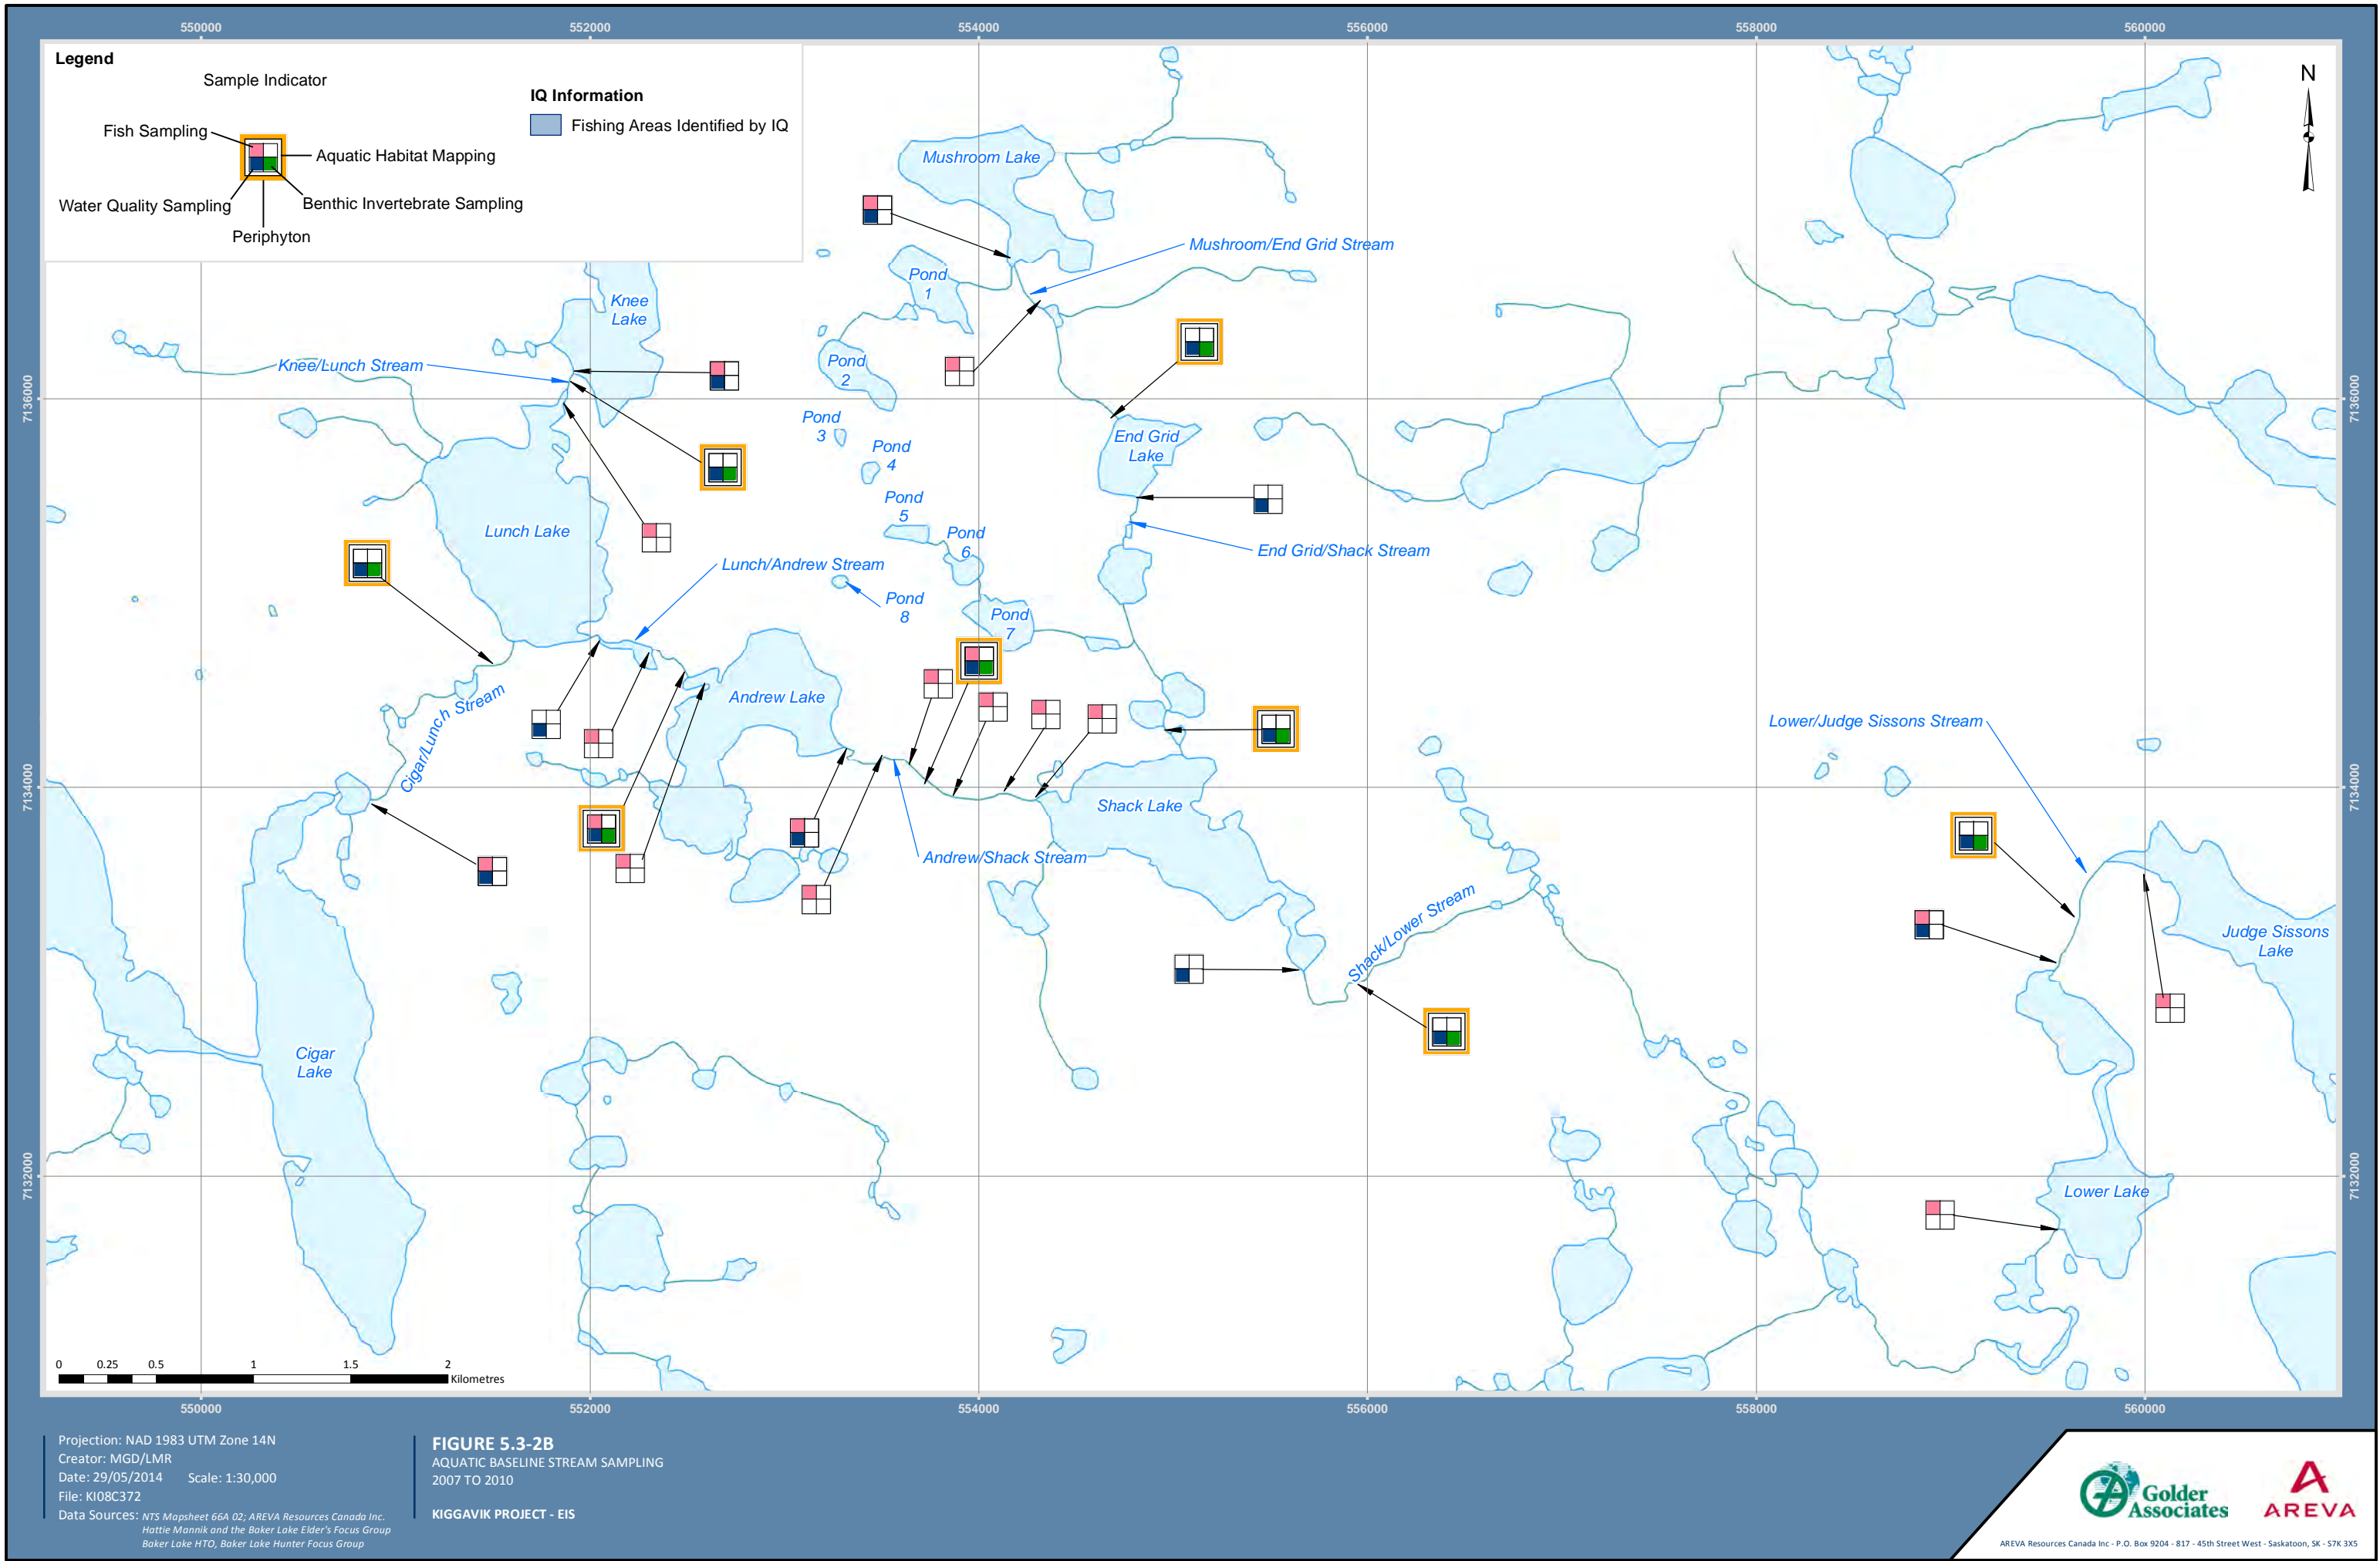 550000
552000
554000
556000
558000
560000
Legend
Sample Indicator
Fish Sampling
Aquatic Habitat Mapping
Water Quality Sampling
Benthic Invertebrate Sampling
Periphyton
IQ Information
Fishing Areas Identified by IQ
N
Mushroom Lake
Mushroom/End Grid Stream
Pond
1
Knee
Lake
Knee/Lunch Stream
Pond
2
7136000
7136000
Pond
3
Pond
4
End Grid
Lake
Pond
5
Lunch Lake
Pond
6
End Grid/Shack Stream
Lunch/Andrew Stream
Pond
8
Pond
7
Andrew Lake
Cigar/Lunch Stream
Lower/Judge Sissons Stream
7134000
7134000
Shack Lake
Andrew/Shack Stream
Shack/Lower Stream
Judge Sissons
Lake
Cigar
Lake
7132000
7132000
Lower Lake
0
0.25
0.5
1
1.5
2
Kilometres
550000
552000
554000
556000
558000
560000
Projection: NAD 1983 UTM Zone 14N
Creator: MGD/LMR
Date: 29/05/2014 Scale: 1:30,000
File: KI08C372
Data Sources: NTS Mapsheet 66A 02; AREVA Resources Canada Inc.
Hattie Mannik and the Baker Lake Elder's Focus Group
Baker Lake HTO, Baker Lake Hunter Focus Group
FIGURE 5.3-2B
AQUATIC BASELINE STREAM SAMPLING
2007 TO 2010
KIGGAVIK PROJECT - EIS
Golder
Associates
AREVA
AREVA Resources Canada Inc - P.O. Box 9204 - 817 - 45th Street West - Saskatoon, SK - S7K 3X5